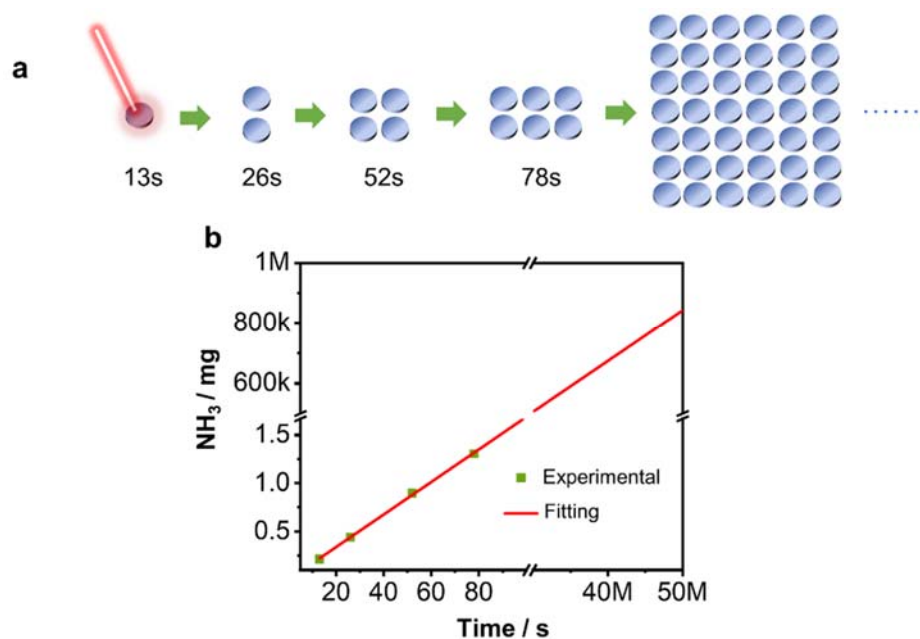 a
13s
26s
52s
78s
......
b
1M
800k
600k
1.5
1.0
0.5
NH₃ / mg
Experimental
Fitting
20
40
60
80
40M
50M
Time / s